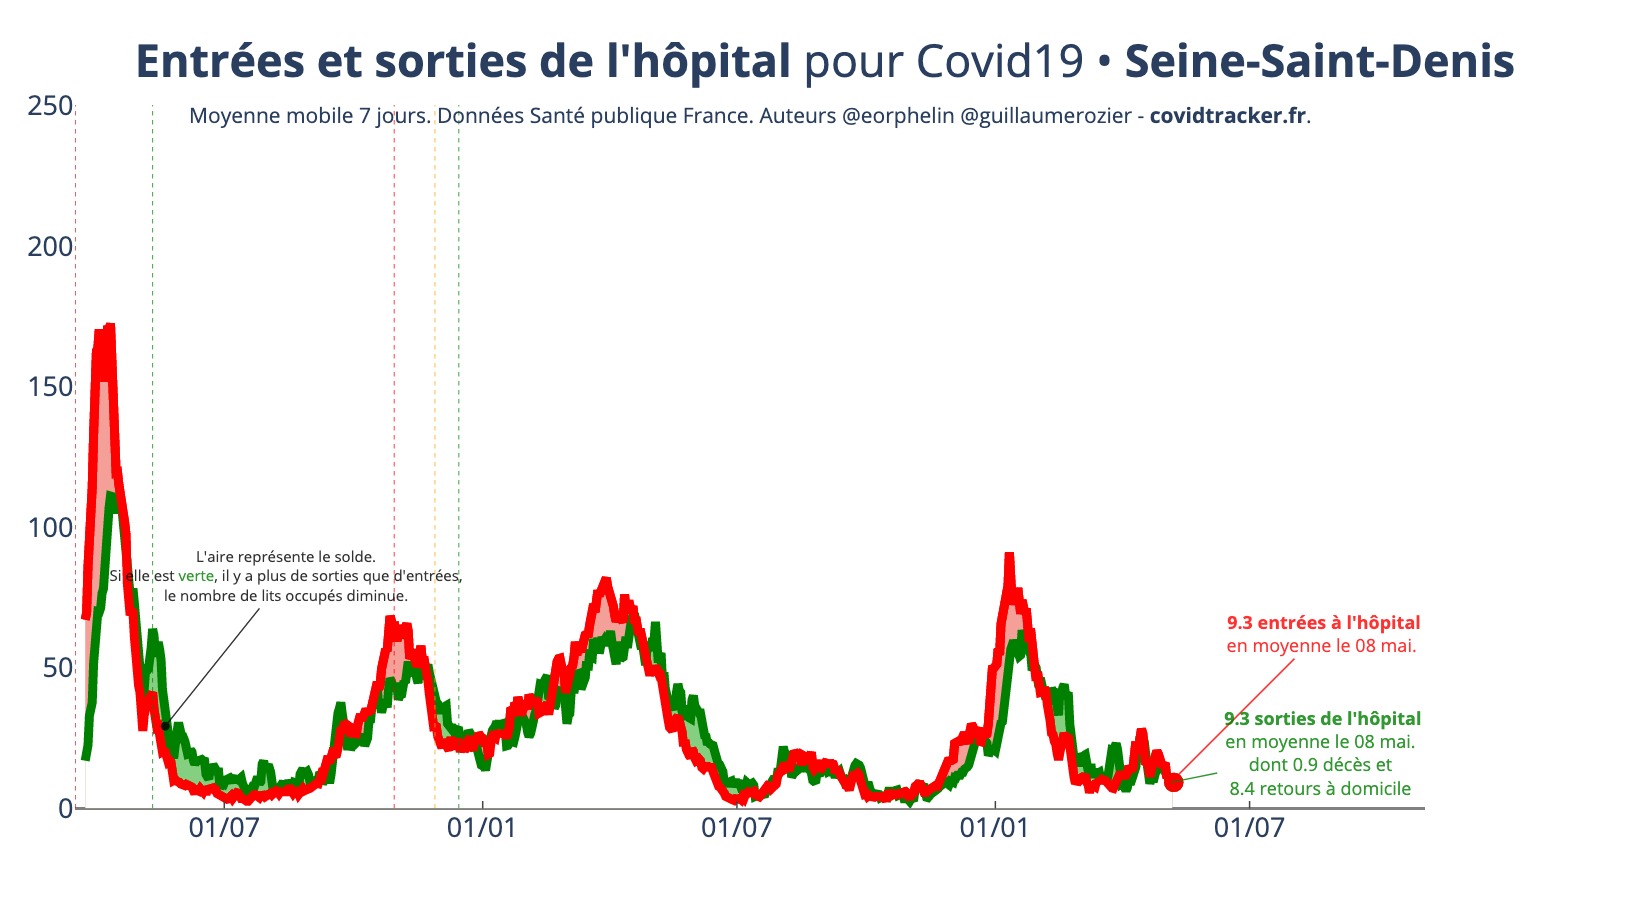 Entrées et sorties de l'hôpital pour Covid19 • Seine-Saint-Denis
Moyenne mobile 7 jours. Données Santé publique France. Auteurs @eorphelin @guillaumerozier - covidtracker.fr.
250
200
150
100
50
0
L'aire représente le solde.
Si elle est verte, il y a plus de sorties que d'entrées,
le nombre de lits occupés diminue.
9.3 entrées à l'hôpital
en moyenne le 08 mai.
9.3 sorties de l'hôpital
en moyenne le 08 mai.
dont 0.9 décès et
8.4 retours à domicile
01/07
01/01
01/07
01/01
01/07